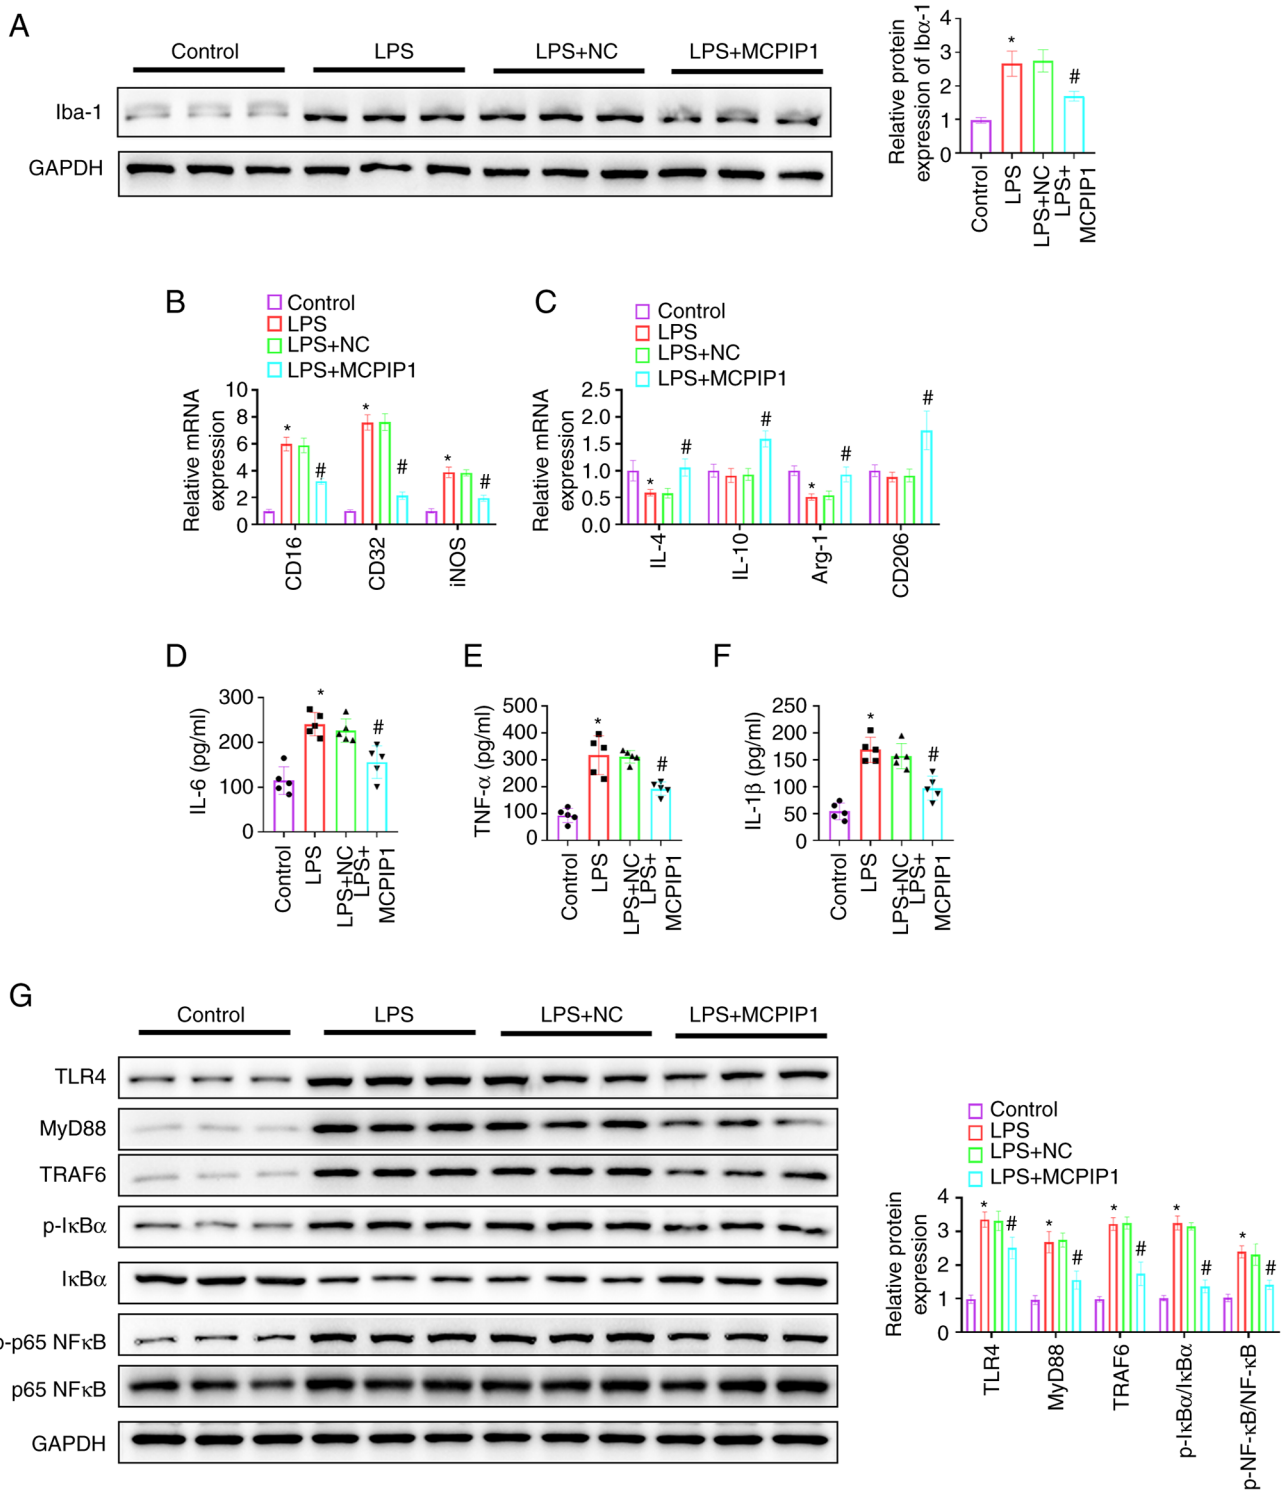 A
Control LPS LPS+NC LPS+MCPIP1
Iba-1
GAPDH
Relative protein
expression of Ibα-1
4
3
2
1
0
Control
LPS
LPS+NC
LPS+
MCPIP1
*
#
B
Control
LPS
LPS+NC
LPS+MCPIP1
Relative mRNA
expression
10
8
6
4
2
0
* # * # * #
CD16
CD32
iNOS
C
Control
LPS
LPS+NC
LPS+MCPIP1
Relative mRNA
expression
2.5
2.0
1.5
1.0
0.5
0.0
* # # * # #
IL-4
IL-10
Arg-1
CD206
D
IL-6 (pg/ml)
300
200
100
0
* #
Control
LPS
LPS+NC
LPS+
MCPIP1
E
TNF-α (pg/ml)
500
400
300
200
100
0
* #
Control
LPS
LPS+NC
LPS+
MCPIP1
F
IL-1β (pg/ml)
250
200
150
100
50
0
* #
Control
LPS
LPS+NC
LPS+
MCPIP1
G
Control LPS LPS+NC LPS+MCPIP1
TLR4
MyD88
TRAF6
p-IκBα
IκBα
p-p65 NFκB
p65 NFκB
GAPDH
Control
LPS
LPS+NC
LPS+MCPIP1
Relative protein
expression
4
3
2
1
0
* # * # * # * # * #
TLR4
MyD88
TRAF6
p-IκBα/IκBα
p-NF-κB/NF-κB